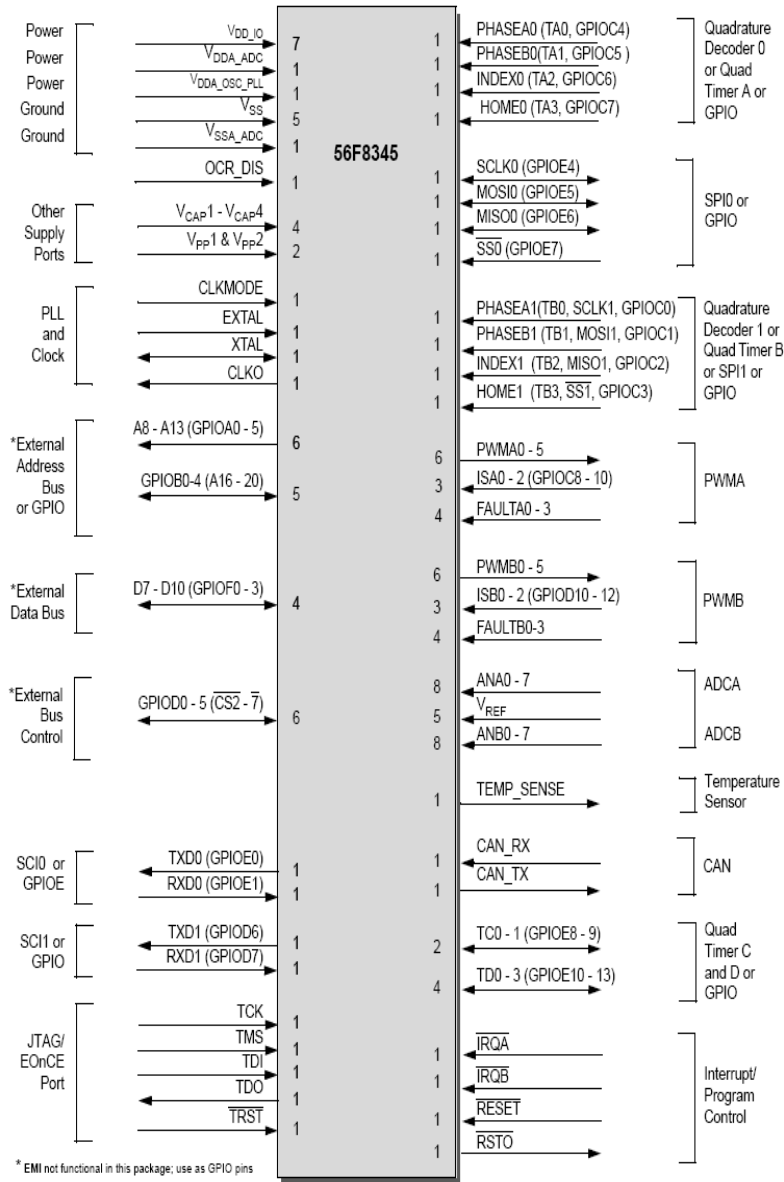 56F8345
Power
Power
Power
Ground
Ground
V_DD_IO
7
V_DDA_ADC
1
V_DDA_OSC_PLL
1
V_SS
5
V_SSA_ADC
1
OCR_DIS
1
Other
Supply
Ports
V_CAP1 - V_CAP4
4
V_PP1 & V_PP2
2
PLL
and
Clock
CLKMODE
1
EXTAL
1
XTAL
1
CLKO
1
*External
Address
Bus
or GPIO
A8 - A13 (GPIOA0 - 5)
6
GPIOB0-4 (A16 - 20)
5
*External
Data Bus
D7 - D10 (GPIOF0 - 3)
4
*External
Bus
Control
GPIOD0 - 5 (CS2 - 7)
6
SCI0 or
GPIOE
TXD0 (GPIOE0)
1
RXD0 (GPIOE1)
1
SCI1 or
GPIO
TXD1 (GPIOD6)
1
RXD1 (GPIOD7)
1
JTAG/
EOnCE
Port
TCK
1
TMS
1
TDI
1
TDO
1
TRST
1
* EMI not functional in this package; use as GPIO pins
1 PHASEA0 (TA0, GPIOC4)
1 PHASEB0(TA1, GPIOC5 )
1 INDEX0 (TA2, GPIOC6)
1 HOME0 (TA3, GPIOC7)
Quadrature
Decoder 0
or Quad
Timer A or
GPIO
1 SCLK0 (GPIOE4)
1 MOSI0 (GPIOE5)
1 MISO0 (GPIOE6)
1 SS0 (GPIOE7)
SPI0 or
GPIO
1 PHASEA1(TB0, SCLK1, GPIOC0)
1 PHASEB1 (TB1, MOSI1, GPIOC1)
1 INDEX1 (TB2, MISO1, GPIOC2)
1 HOME1 (TB3, SS1, GPIOC3)
Quadrature
Decoder 1 or
Quad Timer B
or SPI1 or
GPIO
6 PWMA0 - 5
3 ISA0 - 2 (GPIOC8 - 10)
4 FAULTA0 - 3
PWMA
6 PWMB0 - 5
3 ISB0 - 2 (GPIOD10 - 12)
4 FAULTB0-3
PWMB
8 ANA0 - 7
5 V_REF
8 ANB0 - 7
ADCA
ADCB
1 TEMP_SENSE
Temperature
Sensor
1 CAN_RX
1 CAN_TX
CAN
2 TC0 - 1 (GPIOE8 - 9)
4 TD0 - 3 (GPIOE10 - 13)
Quad
Timer C
and D or
GPIO
1 IRQA
1 IRQB
1 RESET
1 RSTO
Interrupt/
Program
Control